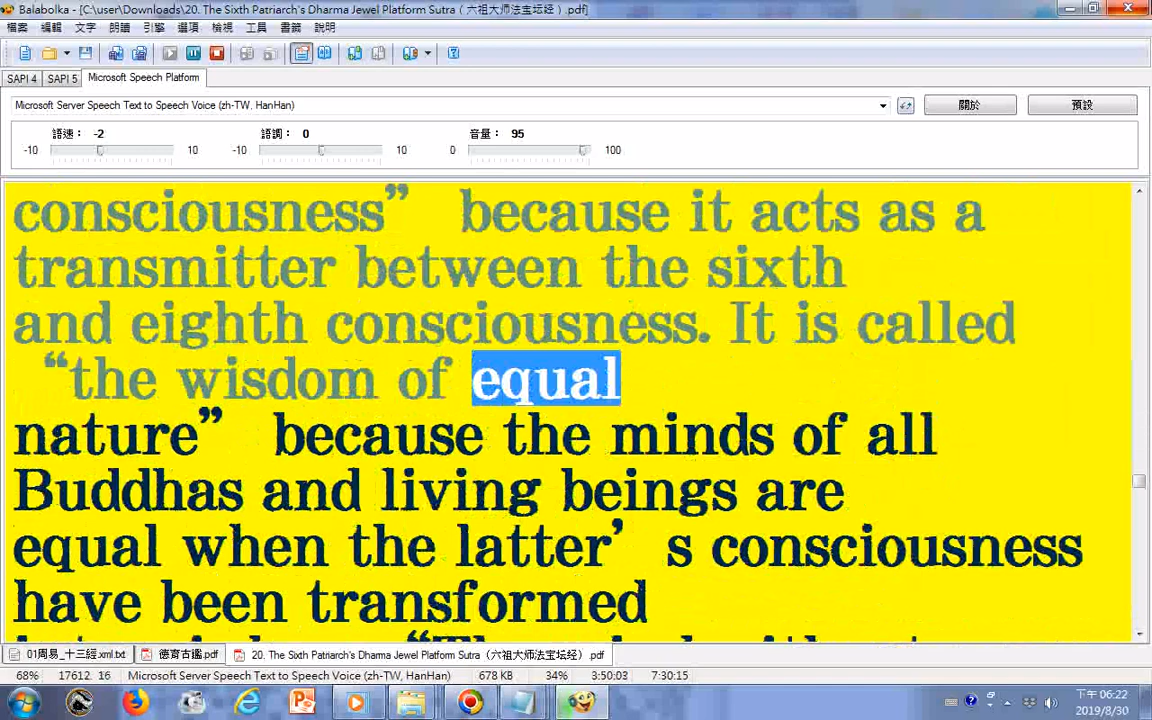 Balabolka - [C:\user\Downloads\20. The Sixth Patriarch's Dharma Jewel Platform Sutra（六祖大师法宝坛经）.pdf]
檔案 編輯 文字 朗讀 引擎 選項 檢視 工具 書籤 說明
SAPI 4 SAPI 5 Microsoft Speech Platform
Microsoft Server Speech Text to Speech Voice (zh-TW, HanHan) 關於 預設
語速： -2 語調： 0 音量： 95
-10 10 -10 10 0 100
consciousness” because it acts as a
transmitter between the sixth
and eighth consciousness. It is called
“the wisdom of equal
nature” because the minds of all
Buddhas and living beings are
equal when the latter’s consciousness
have been transformed
01周易_十三經.xml.txt 德育古鑑.pdf 20. The Sixth Patriarch's Dharma Jewel Platform Sutra（六祖大师法宝坛经）.pdf
68% 17612. 16 Microsoft Server Speech Text to Speech Voice (zh-TW, HanHan) 678 KB 34% 3:50:03 7:30:15
下午 06:22
2019/8/30